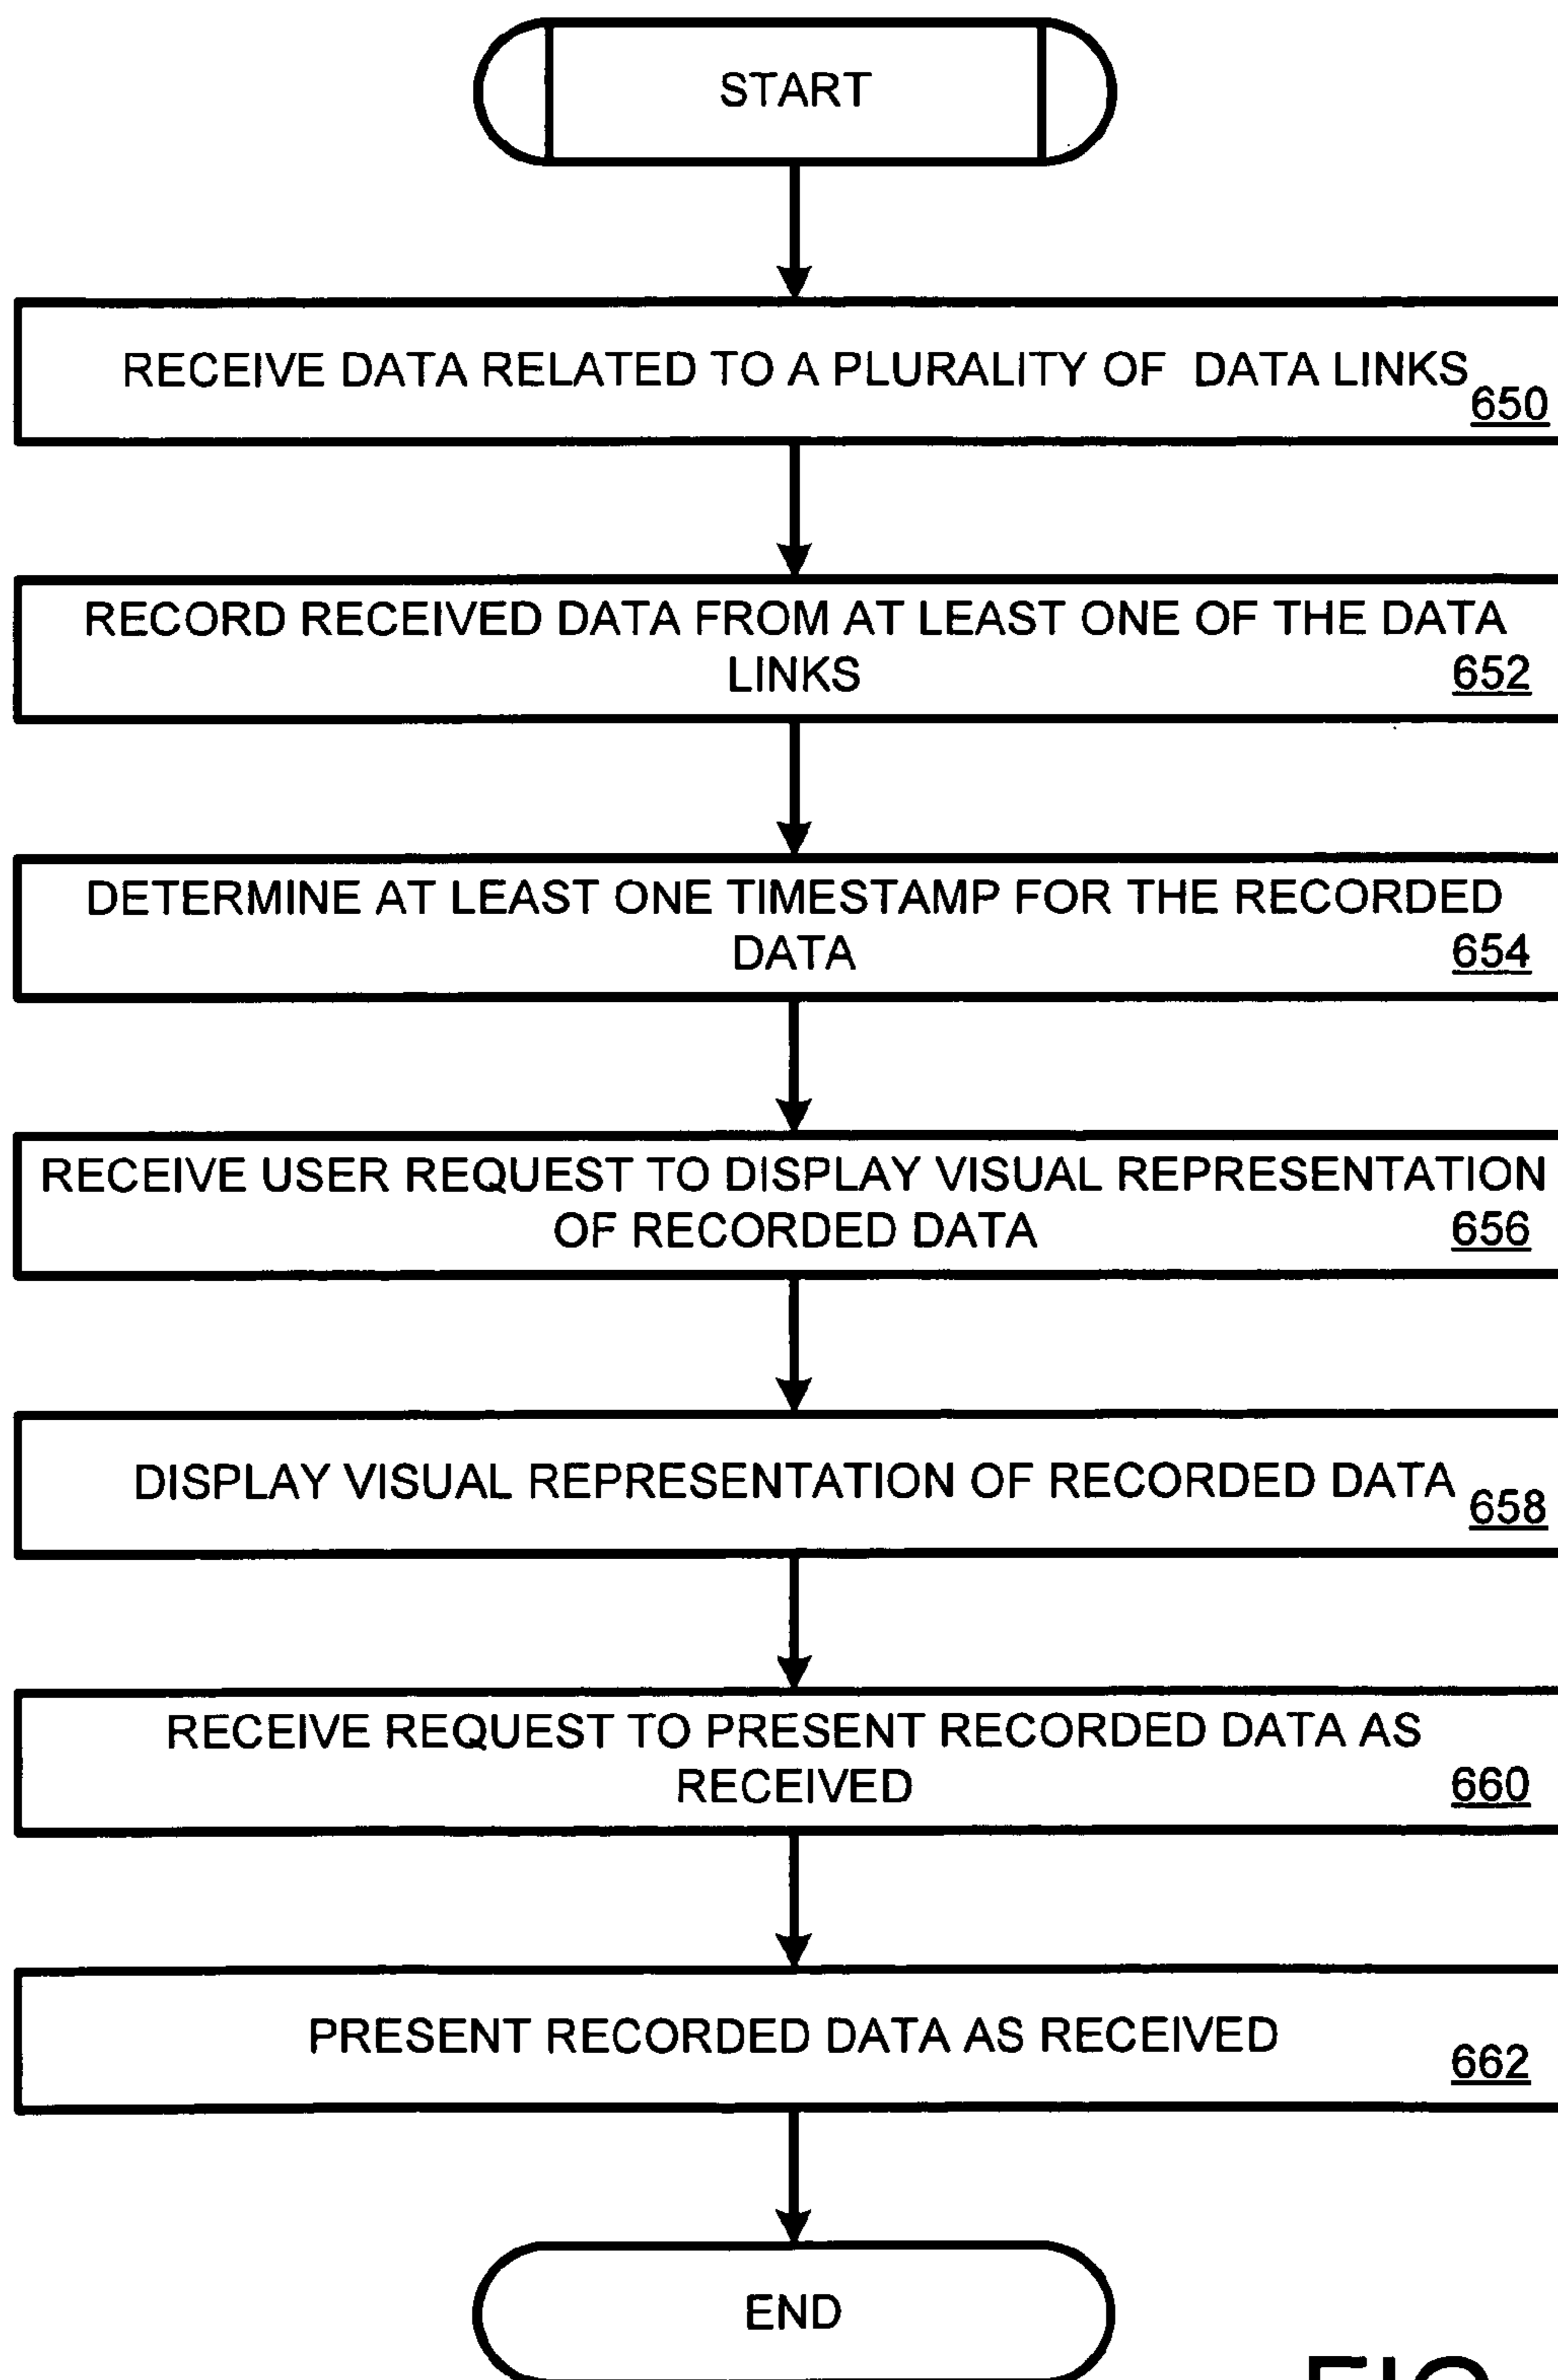 START
RECEIVE DATA RELATED TO A PLURALITY OF DATA LINKS
650
RECORD RECEIVED DATA FROM AT LEAST ONE OF THE DATA
LINKS 652
DETERMINE AT LEAST ONE TIMESTAMP FOR THE RECORDED
DATA 654
RECEIVE USER REQUEST TO DISPLAY VISUAL REPRESENTATION
OF RECORDED DATA 656
DISPLAY VISUAL REPRESENTATION OF RECORDED DATA
658
RECEIVE REQUEST TO PRESENT RECORDED DATA AS
RECEIVED 660
PRESENT RECORDED DATA AS RECEIVED
662
END